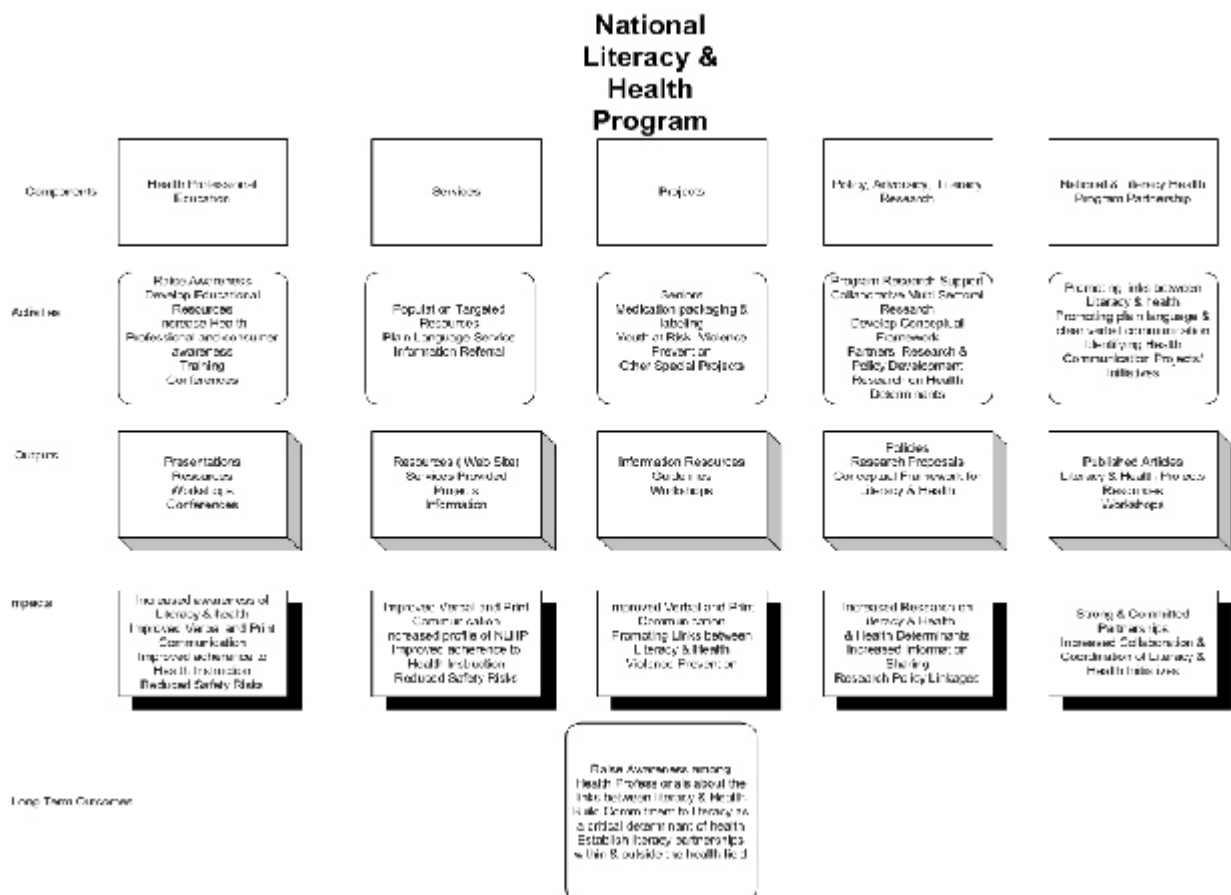 National
Literacy &
Health
Program
Components
Health Professional
Education
Services
Projects
Policy, Advocacy, Literacy
Research
National & Literacy Health
Program Partnership
Activities
Raise Awareness
Develop Educational
Resources
Increase Health
Professional and consumer
awareness
Training
Conferences
Population Targeted
Resources
Plain Language Service
Information Referral
Seniors
Medication packaging &
labeling
Youth at Risk Violence
Prevention
Other Special Projects
Program Research Support
Collaborative Multi Sectoral
Research
Develop Conceptual
Framework
Partners Research &
Policy Development
Research on Health
Determinants
Promoting links between
Literacy & health
Promoting plain language &
clear verbal communication
Identifying Health
Communication Projects/
Initiatives
Outputs
Presentations
Resources
Workshops
Conferences
Resources (Web Site)
Services Provided
Projects
Information
Information Resources
Guidelines
Workshops
Policies
Research Proposals
Conceptual Framework for
Literacy & Health
Published Articles
Literacy & Health Projects
Resources
Workshops
mpacts
Increased awareness of
Literacy & health
Improved Verbal and Print
Communication
Improved adherence to
Health Instruction
Reduced Safety Risks
Improved Verbal and Print
Communication
ncreased profile of NLHP
Improved adherence to
Health Instruction
Reduced Safety Risks
mproved Verbal and Print
Communication
Promoting Links between
Literacy & Health
Violence Prevention
Increased Research on
Literacy & Health
& Health Determinants
Increased Information
Sharing
Research Policy Linkages
Strong & Committed
Partnerships
Increased Collaboration &
Coordination of Literacy &
Health Initiatives
Long Term Outcomes
Raise Awareness among
Health Professionals about the
links between literacy & Health
Build Commitment to literacy as
a critical determinant of health
Establish literacy partnerships
within & outside the health field